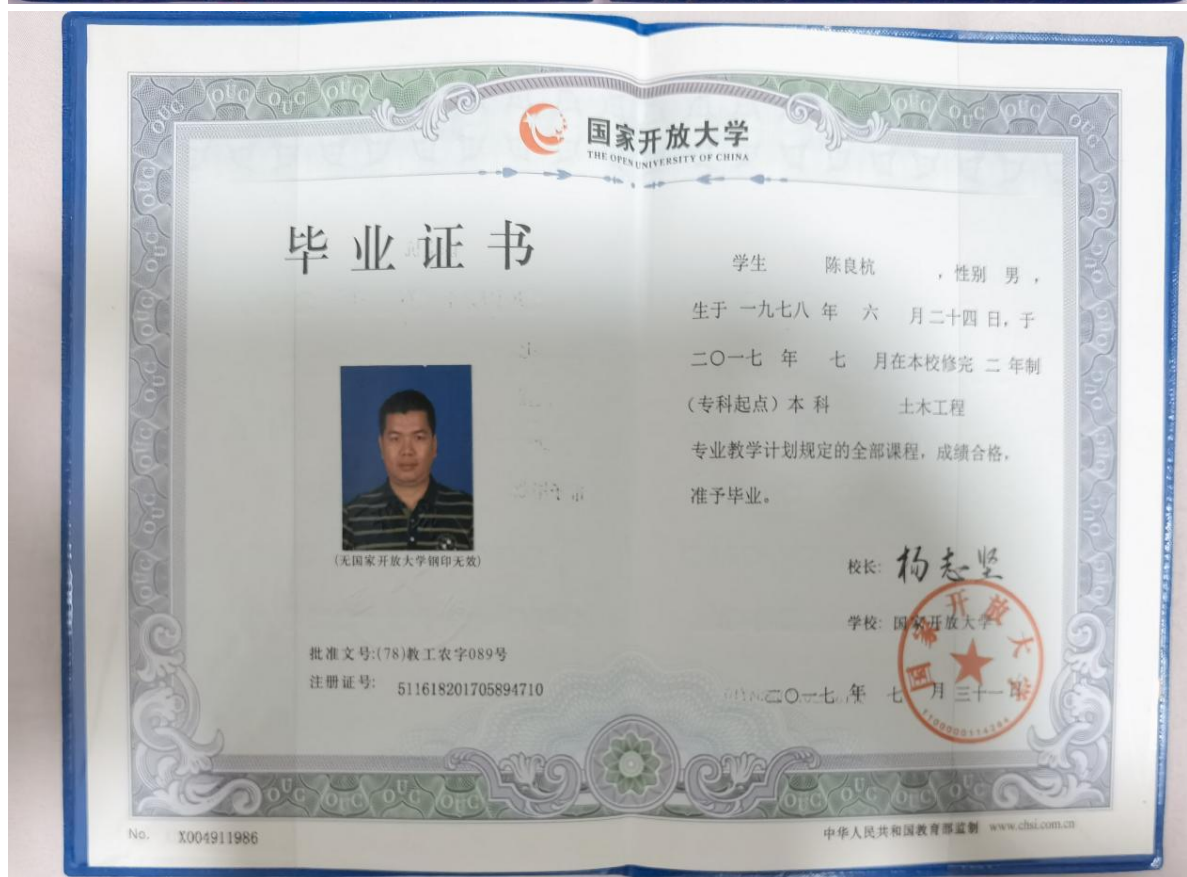 国家开放大学
THE OPEN UNIVERSITY OF CHINA
毕业证书
(无国家开放大学钢印无效)
批准文号:(78)教工农字089号
注册证号: 511618201705894710
学生 陈良杭 ,性别 男 ,
生于 一九七八 年 六 月二十四 日,于
二〇一七 年 七 月在本校修完 二 年制
(专科起点)本 科 土木工程
专业教学计划规定的全部课程,成绩合格,
准予毕业。
校长: 杨志坚
学校: 国家开放大学
国家开放大学
二〇一七 年 七 月 三十一 日
No. X004911986
中华人民共和国教育部监制 www.chsi.com.cn